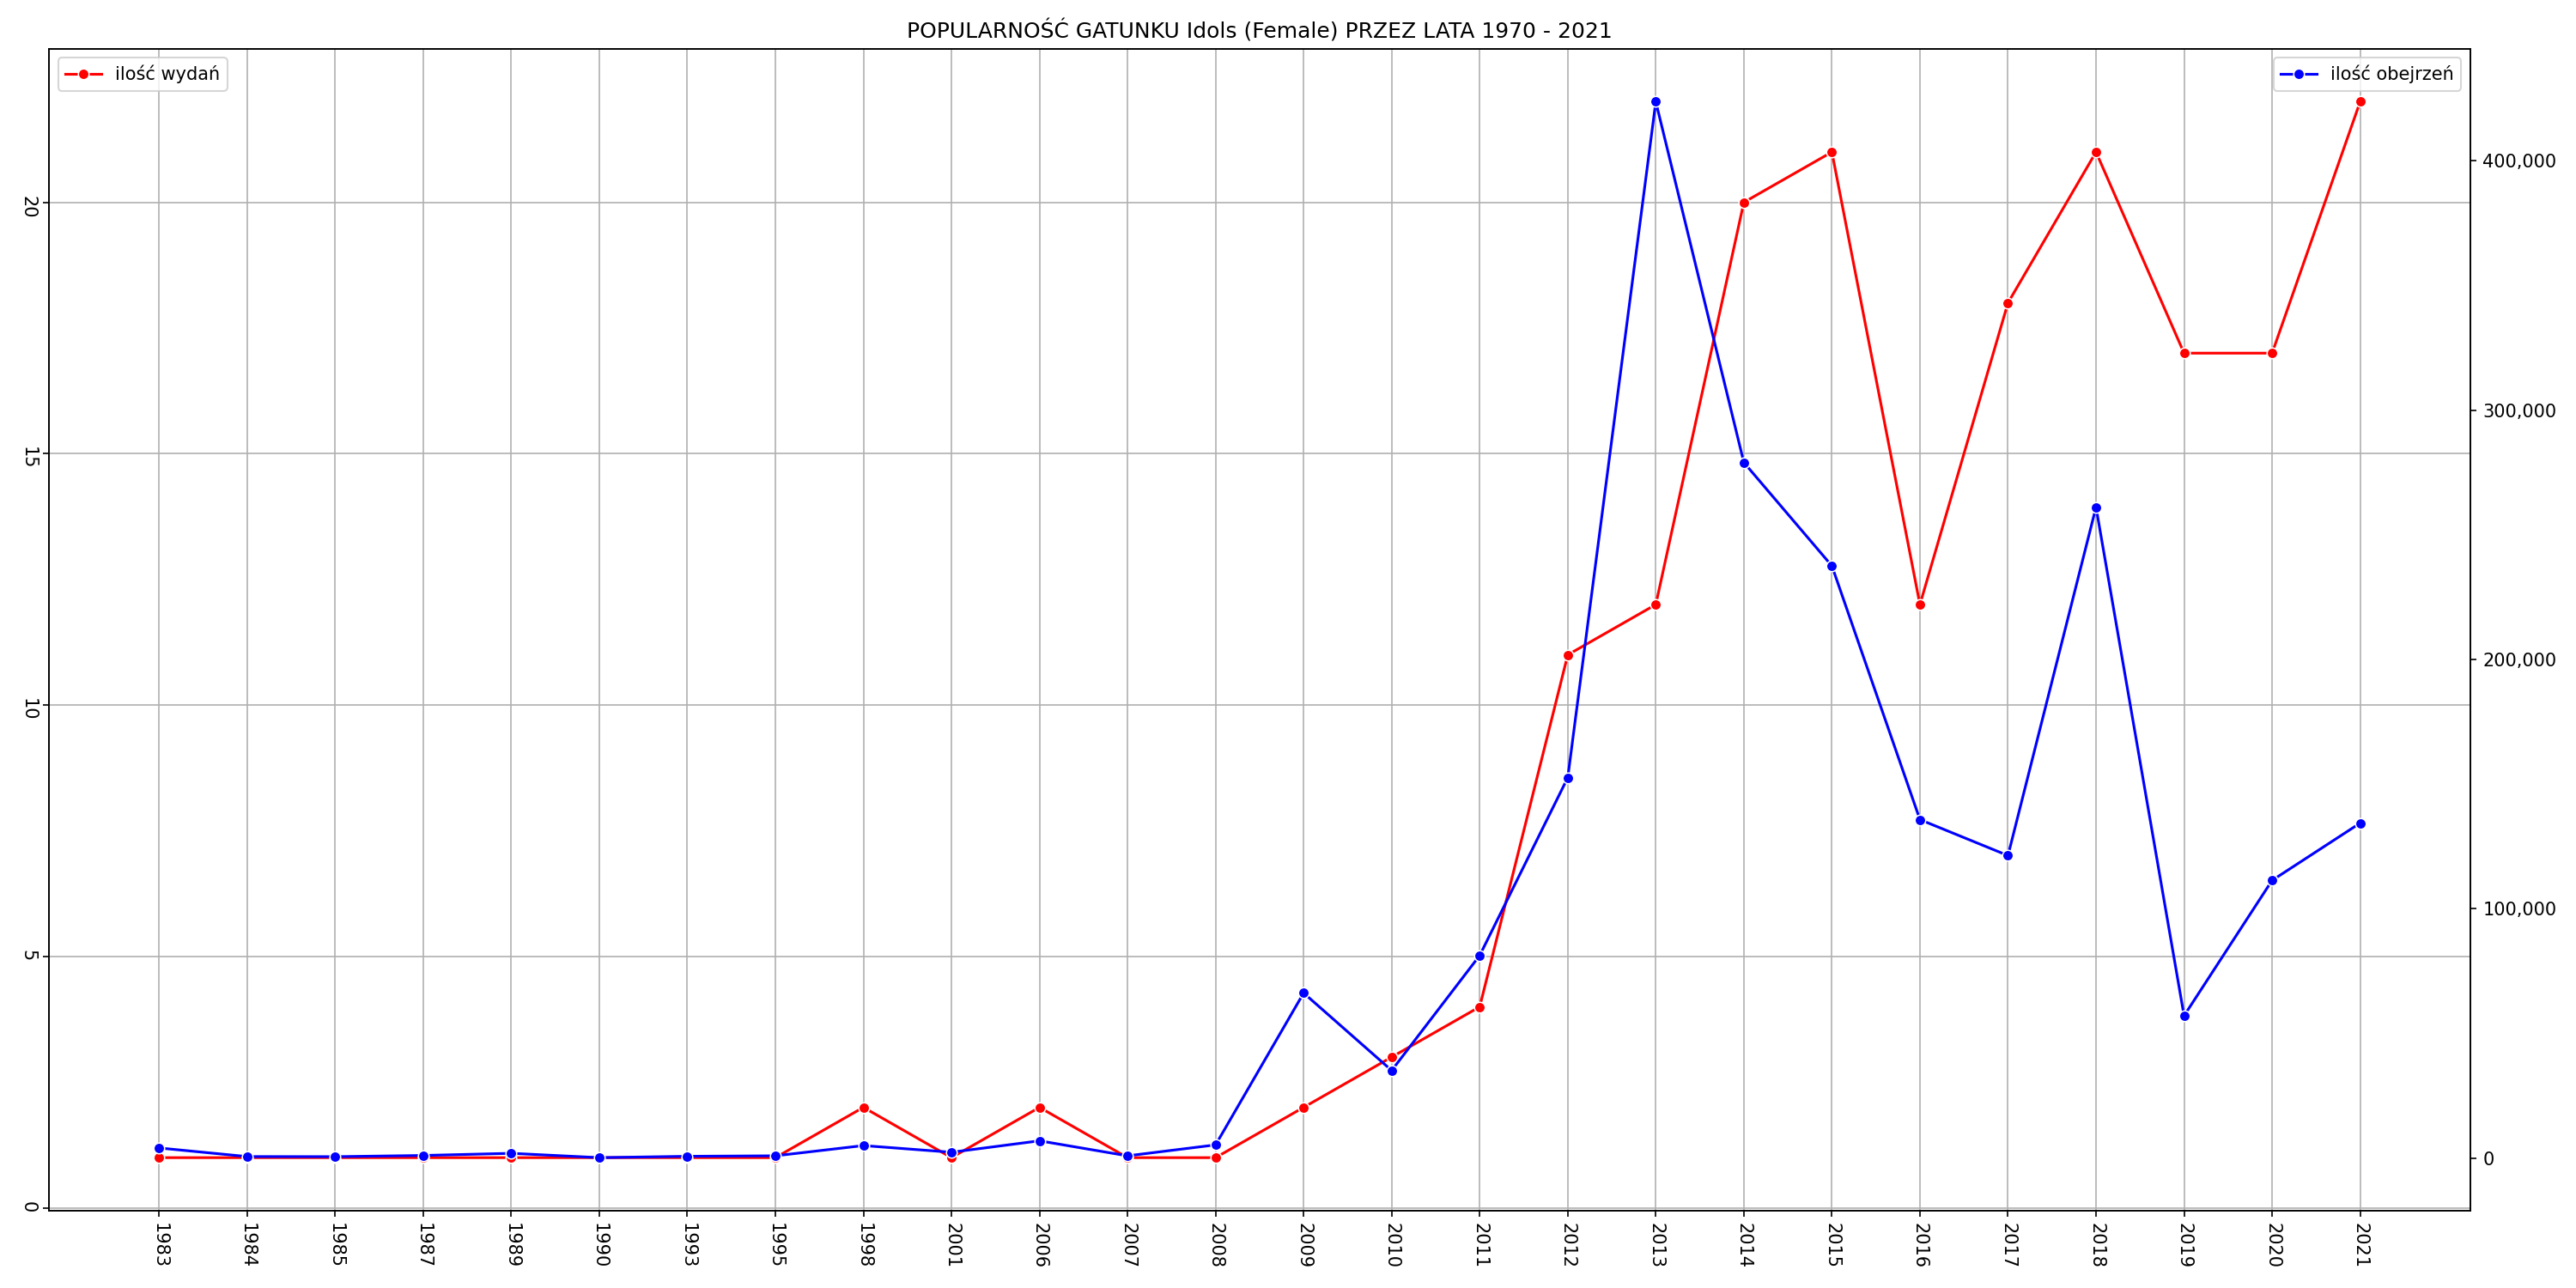 POPULARNOŚĆ GATUNKU Idols (Female) PRZEZ LATA 1970 - 2021
ilość wydań
ilość obejrzeń
20
15
10
5
0
400,000
300,000
200,000
100,000
0
1983 1984 1985 1987 1989 1990 1993 1995 1998 2001 2006 2007 2008 2009 2010 2011 2012 2013 2014 2015 2016 2017 2018 2019 2020 2021